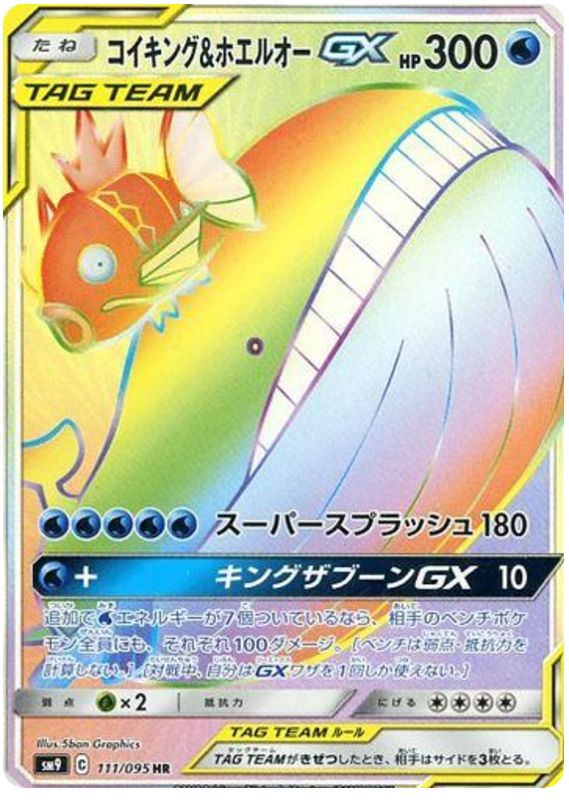 たね コイキング&ホエルオーGX HP300
TAG TEAM
スーパースプラッシュ 180
+ キングザブーンGX 10
追加で エネルギーが7個ついているなら、相手のベンチポケ
モン全員にも、それぞれ100ダメージ。[ベンチは弱点・抵抗力を
計算しない。] [対戦中、自分はGXワザを1回しか使えない。]
弱点 ×2 抵抗力 にげる
Illus. 5ban Graphics
TAG TEAM ルール
TAG TEAMがきぜつしたとき、相手はサイドを3枚とる。
SM9 C 111/095 HR